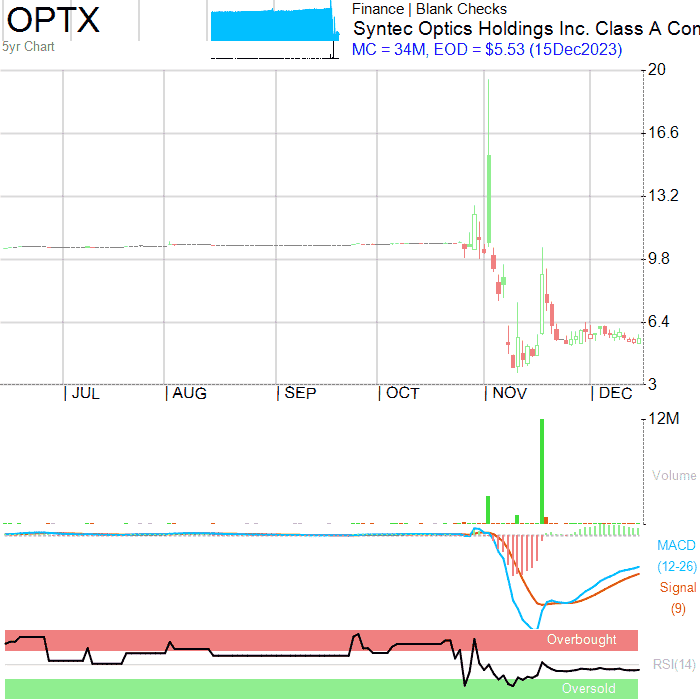 OPTX
5yr Chart
Finance | Blank Checks
Syntec Optics Holdings Inc. Class A Con
MC = 34M, EOD = $5.53 (15Dec2023)
20
16.6
13.2
9.8
6.4
3
JUL
AUG
SEP
OCT
NOV
DEC
12M
Volume
MACD
(12-26)
Signal
(9)
Overbought
RSI(14)
Oversold